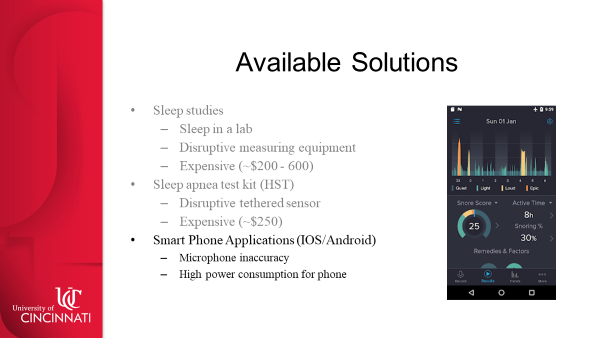 Available Solutions
• Sleep studies
– Sleep in a lab
– Disruptive measuring equipment
– Expensive (~$200 - 600)
• Sleep apnea test kit (HST)
– Disruptive tethered sensor
– Expensive (~$250)
• Smart Phone Applications (IOS/Android)
– Microphone inaccuracy
– High power consumption for phone
9:59
Sun 01 Jan
Quiet Light Loud Epic
Snore Score Active Time
8h
25 Snoring %
30%
Remedies & Factors
Results Trends More
University of
CINCINNATI